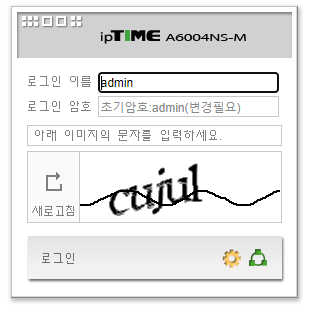 ipTIME A6004NS-M
로그인 이름 admin
로그인 암호 초기암호:admin(변경필요)
아래 이미지의 문자를 입력하세요.
cujul
새로고침
로그인